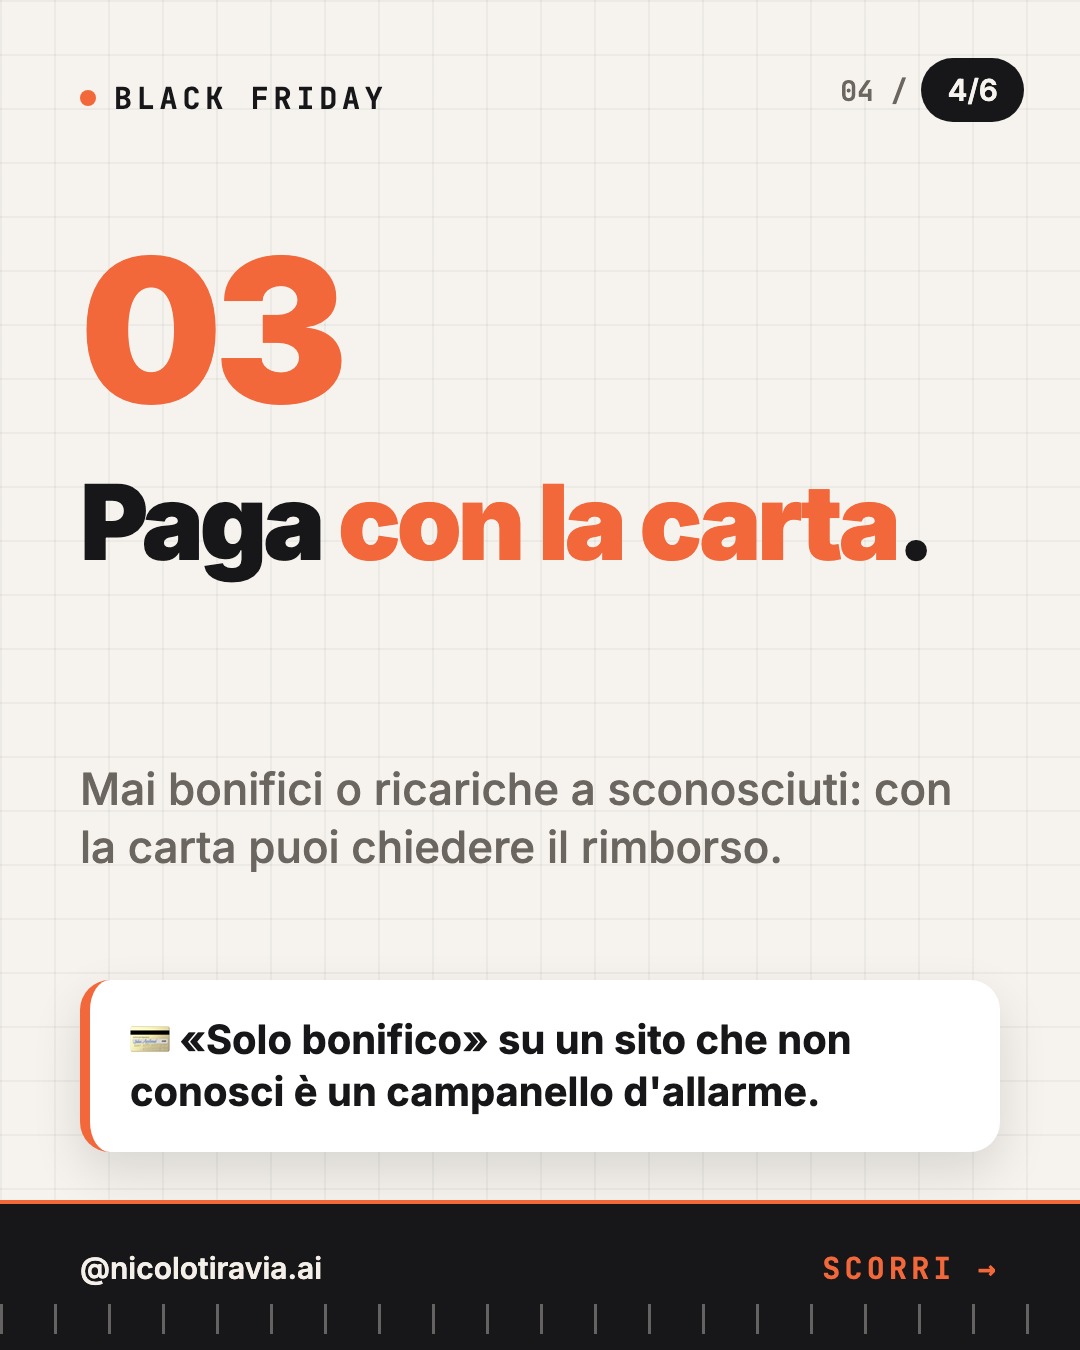 BLACK FRIDAY
04 / 4/6
03
Paga con la carta.
Mai bonifici o ricariche a sconosciuti: con
la carta puoi chiedere il rimborso.
💳 «Solo bonifico» su un sito che non
conosci è un campanello d'allarme.
@nicolotiravia.ai
SCORRI →